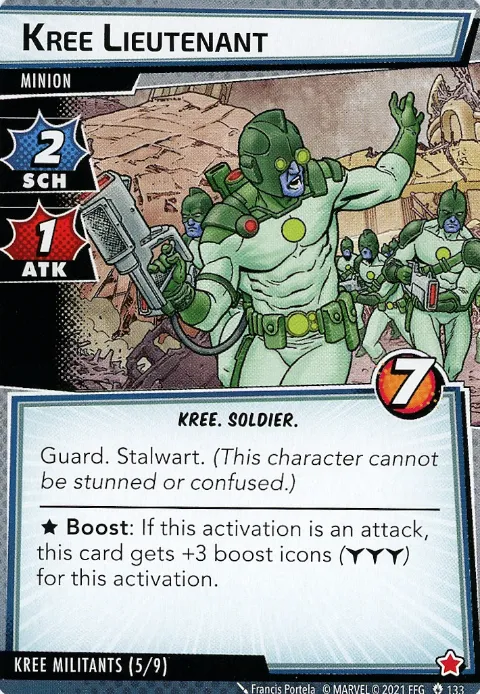 KREE LIEUTENANT
MINION
2
SCH
1
ATK
7
KREE. SOLDIER.
Guard. Stalwart. (This character cannot
be stunned or confused.)
★ Boost: If this activation is an attack,
this card gets +3 boost icons ( )
for this activation.
KREE MILITANTS (5/9)
Francis Portela © MARVEL © 2021 FFG 133